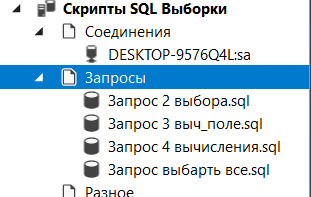 Скрипты SQL Выборки
Соединения
DESKTOP-9576Q4L:sa
Запросы
Запрос 2 выбора.sql
Запрос 3 выч_поле.sql
Запрос 4 вычисления.sql
Запрос выбарть все.sql
Разное